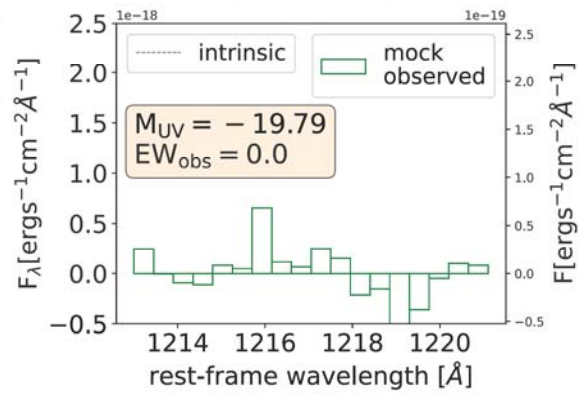 1e−18
1e−19
intrinsic
mock
observed
M_UV = − 19.79
EW_obs = 0.0
2.5
2.0
1.5
1.0
0.5
0.0
−0.5
F_λ[ergs⁻¹cm⁻²Å⁻¹]
2.5
2.0
1.5
1.0
0.5
0.0
−0.5
F[ergs⁻¹cm⁻²Å⁻¹]
1214 1216 1218 1220
rest-frame wavelength [Å]